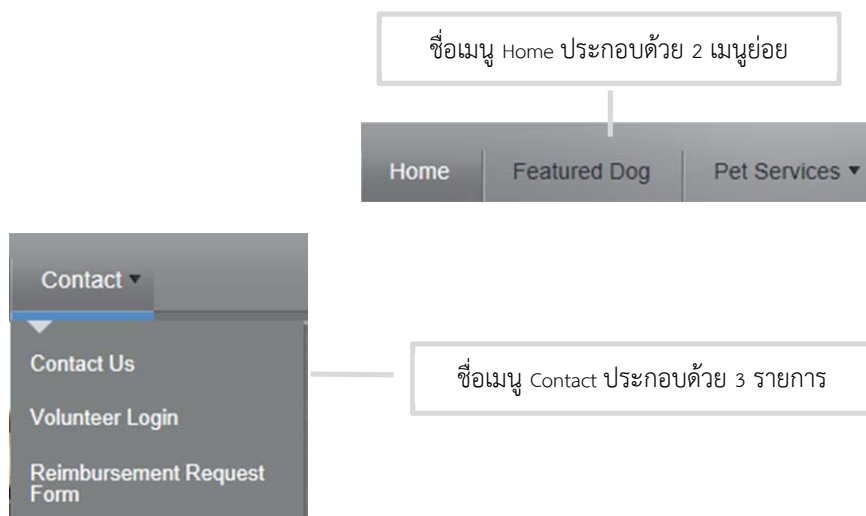 ชื่อเมนู Home ประกอบด้วย 2 เมนูย่อย
Home Featured Dog Pet Services ▾
Contact ▾
Contact Us
ชื่อเมนู Contact ประกอบด้วย 3 รายการ
Volunteer Login
Reimbursement Request
Form